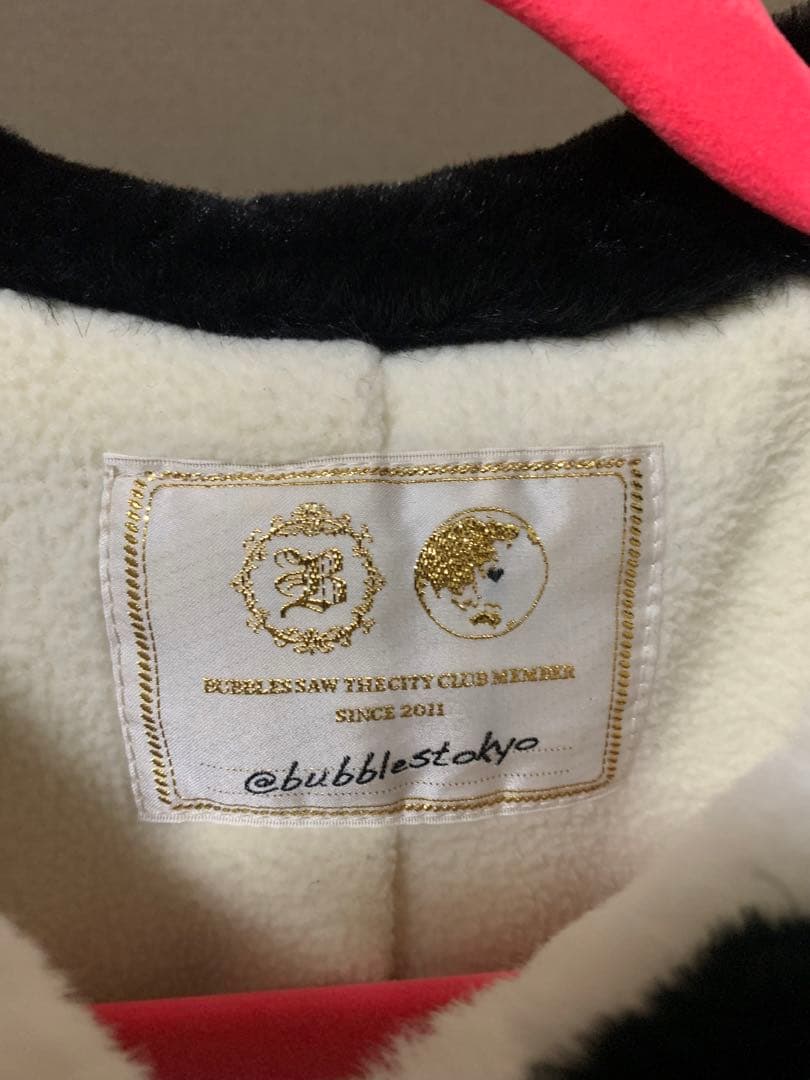 B
BUBBLES SAW THE CITY CLUB MEMBER
SINCE 2011
@bubblestokyo